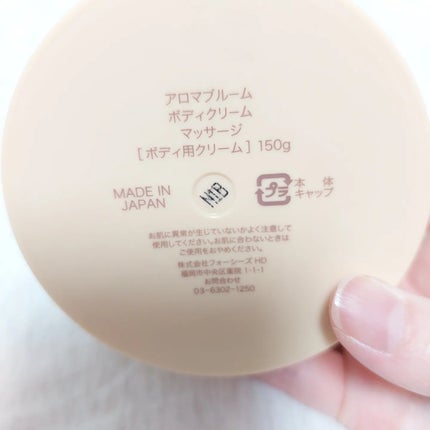 アロマブルーム
ボディクリーム
マッサージ
[ボディ用クリーム] 150g
MADE IN
JAPAN
N1B
プラ
本体
キャップ
お肌に異常が生じていないかよく注意して
使用してください。お肌に合わないときは
ご使用をおやめください。
株式会社フォーシーズHD
福岡市中央区薬院1-1-1
お問合わせ
03-6302-1250